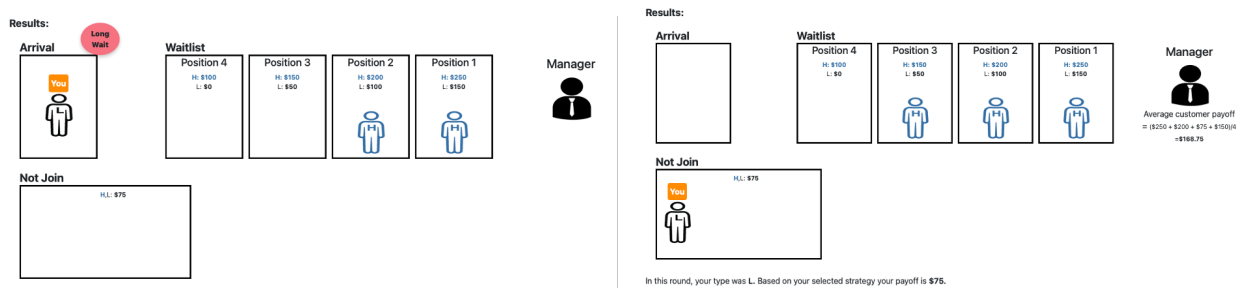 Results:
Long
Wait
Arrival
Waitlist
Position 4
Position 3
Position 2
Position 1
H: $100
H: $150
H: $200
H: $250
L: $0
L: $50
L: $100
L: $150
Manager
You
L
H
H
Not Join
H,L: $75
Results:
Arrival
Waitlist
Position 4
Position 3
Position 2
Position 1
H: $100
H: $150
H: $200
H: $250
L: $0
L: $50
L: $100
L: $150
Manager
H
H
H
Average customer payoff
= ($250 + $200 + $75 + $150)/4
=$168.75
Not Join
H,L: $75
You
L
In this round, your type was L. Based on your selected strategy your payoff is $75.